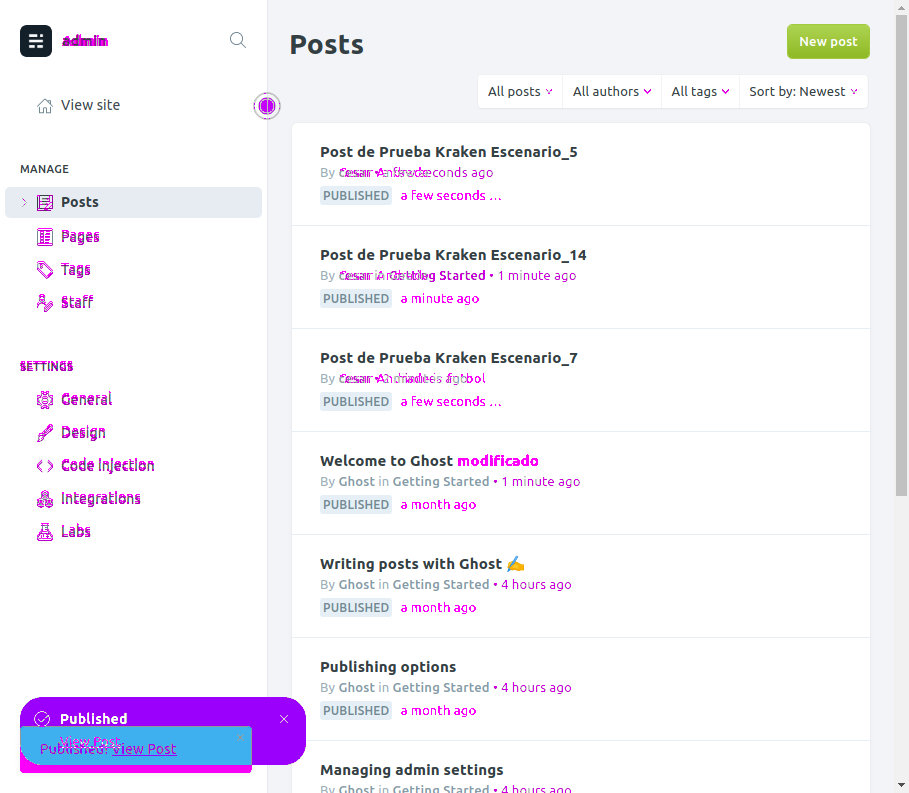 Admin
Posts
New post
View site
All posts
All authors
All tags
Sort by: Newest
MANAGE
Posts
Pages
Tags
Staff
SETTINGS
General
Design
Code injection
Integrations
Labs
Post de Prueba Kraken Escenario_5
By Cesar seconds ago
PUBLISHED a few seconds ...
Post de Prueba Kraken Escenario_14
By Cesar Getting Started • 1 minute ago
PUBLISHED a minute ago
Post de Prueba Kraken Escenario_7
By Cesar
PUBLISHED a few seconds ...
Welcome to Ghost modificado
By Ghost in Getting Started • 1 minute ago
PUBLISHED a month ago
Writing posts with Ghost ✍️
By Ghost in Getting Started • 4 hours ago
PUBLISHED a month ago
Publishing options
By Ghost in Getting Started • 4 hours ago
PUBLISHED a month ago
Managing admin settings
By Ghost in Getting Started • 4 hours ago
Published
View Post
Published! View Post